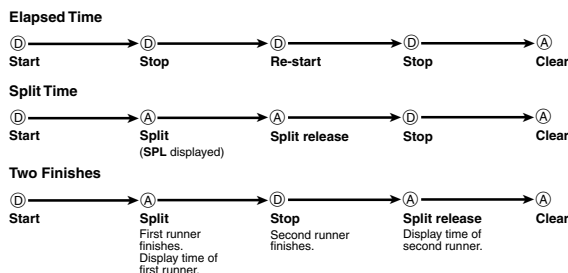 Elapsed Time
Ⓓ Ⓓ Ⓓ Ⓓ Ⓐ
Start Stop Re-start Stop Clear
Split Time
Ⓓ Ⓐ Ⓐ Ⓓ Ⓐ
Start Split Split release Stop Clear
(SPL displayed)
Two Finishes
Ⓓ Ⓐ Ⓓ Ⓐ Ⓐ
Start Split Stop Split release Clear
First runner Second runner Display time of
finishes. finishes. second runner.
Display time of
first runner.